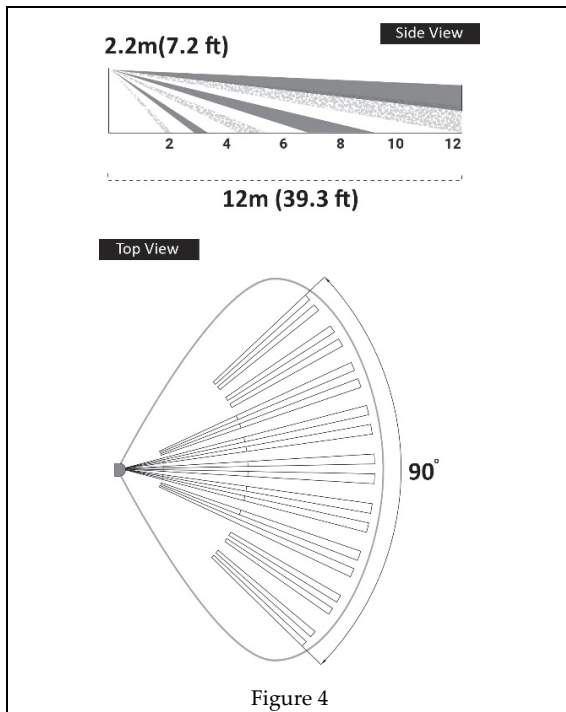 Side View
2.2m(7.2 ft)
2 4 6 8 10 12
12m (39.3 ft)
Top View
90°
Figure 4